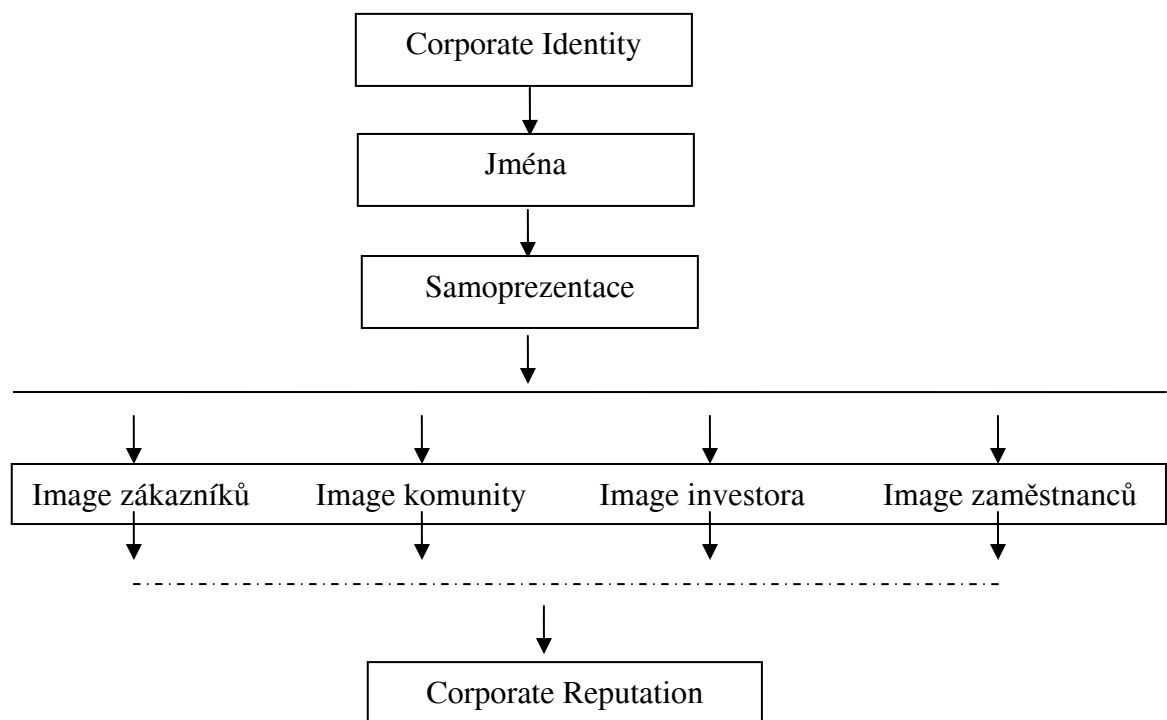 Corporate Identity
Jména
Samoprezentace
Image zákazníků Image komunity Image investora Image zaměstnanců
Corporate Reputation